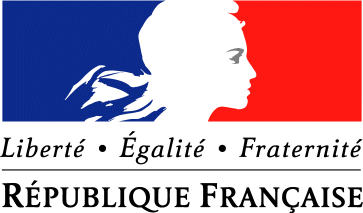 Liberté • Égalité • Fraternité
RÉPUBLIQUE FRANÇAISE